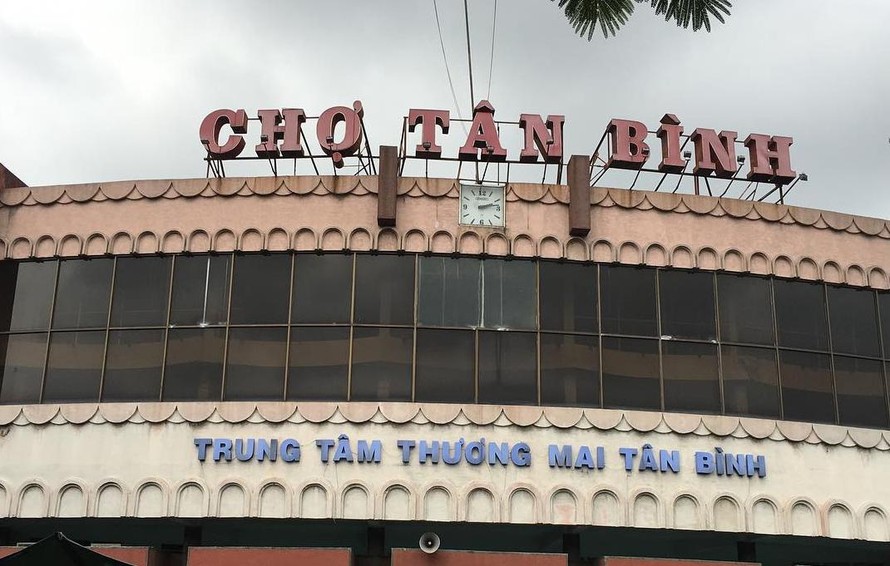 CHỢ TÂN BÌNH
TRUNG TÂM THƯƠNG MẠI TÂN BÌNH